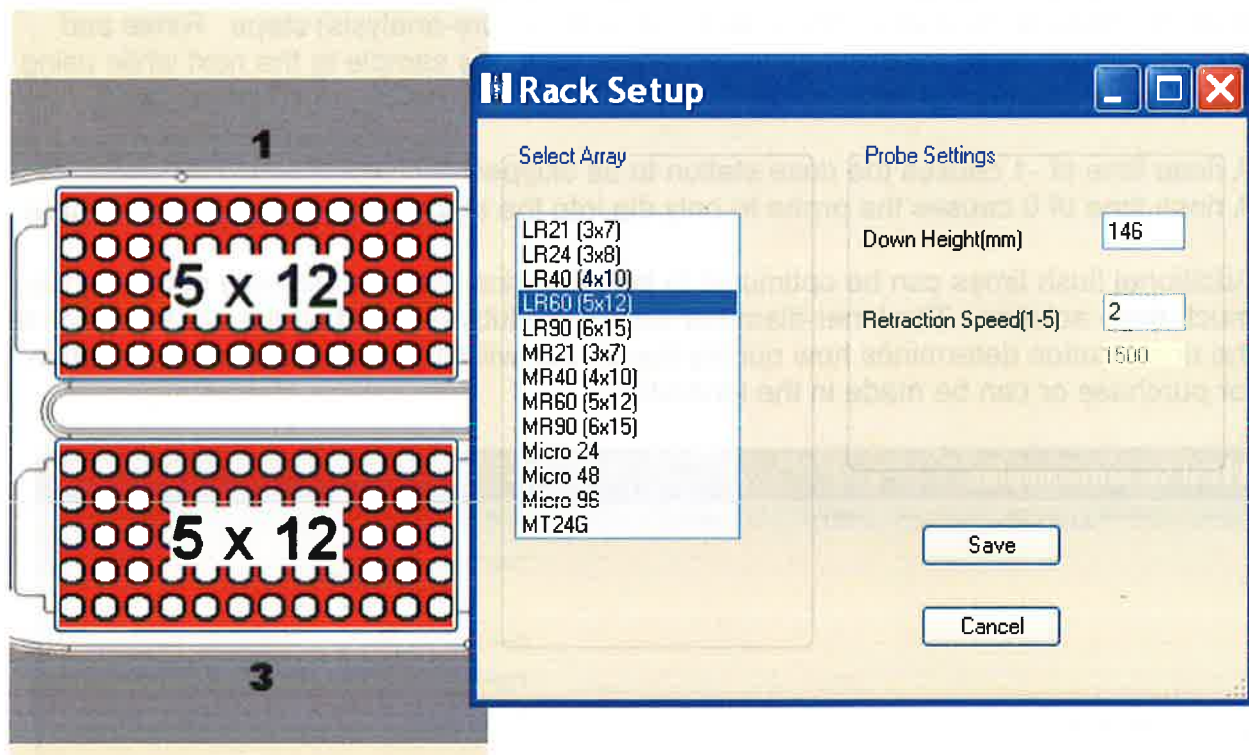 1
5 x 12
5 x 12
3
Rack Setup
Select Array
LR21 (3x7)
LR24 (3x8)
LR40 (4x10)
LR60 (5x12)
LR90 (6x15)
MR21 (3x7)
MR40 (4x10)
MR60 (5x12)
MR90 (6x15)
Micro 24
Micro 48
Micro 96
MT24G
Probe Settings
Down Height(mm)
146
Retraction Speed(1-5)
2
1500
Save
Cancel